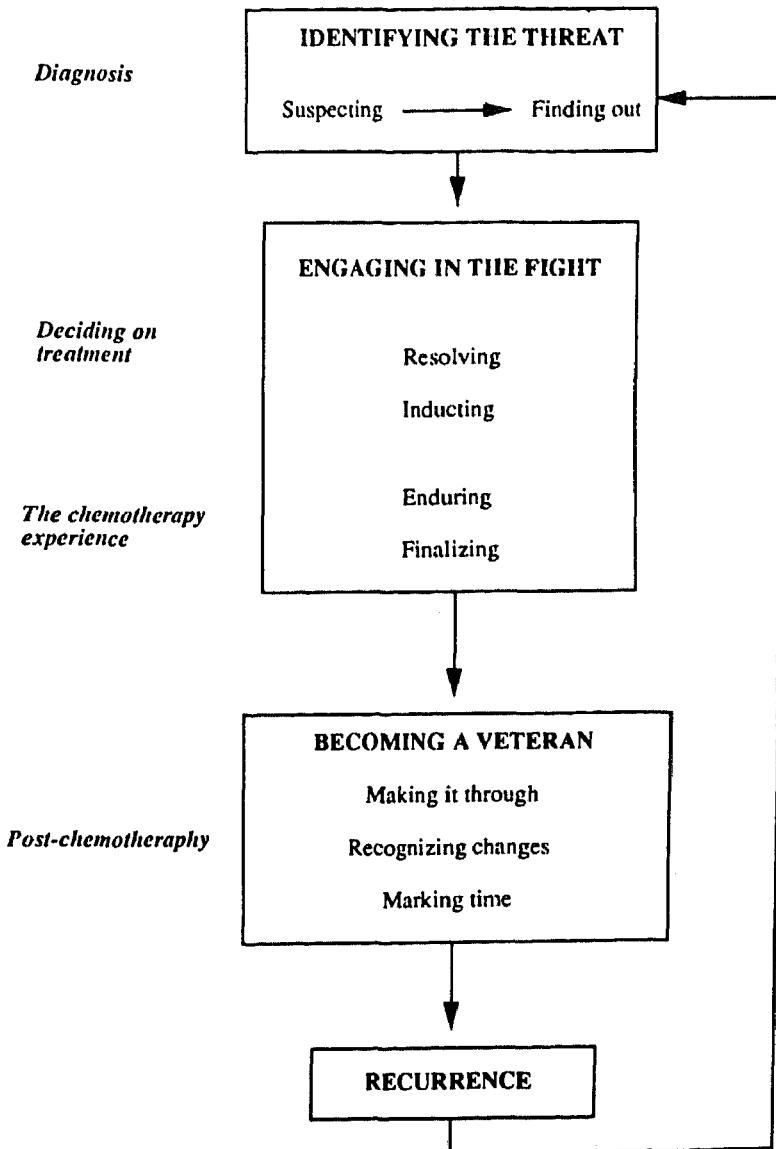 IDENTIFYING THE THREAT
Diagnosis
Suspecting Finding out
ENGAGING IN THE FIGHT
Deciding on
treatment
Resolving
Inducting
The chemotherapy
experience
Enduring
Finalizing
BECOMING A VETERAN
Making it through
Post-chemotheraphy
Recognizing changes
Marking time
RECURRENCE